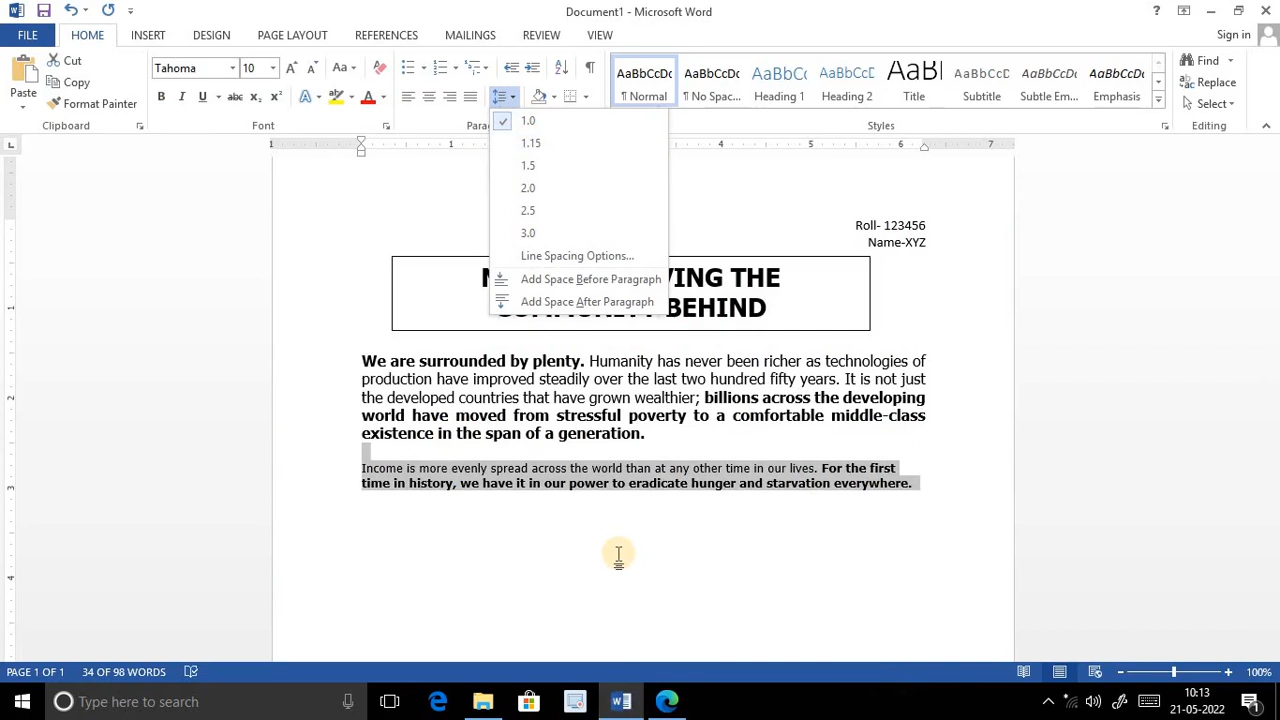 Document1 - Microsoft Word
FILE HOME INSERT DESIGN PAGE LAYOUT REFERENCES MAILINGS REVIEW VIEW Sign in
Paste
Cut
Copy
Format Painter
Clipboard
Tahoma 10
Font
1.0
1.15
1.5
2.0
2.5
3.0
Line Spacing Options...
Add Space Before Paragraph
Add Space After Paragraph
¶ Normal ¶ No Spac... Heading 1 Heading 2 Title Subtitle Subtle Em... Emphasis
Styles
Find
Replace
Select
Editing
Roll- 123456
Name-XYZ
THE
BEHIND
We are surrounded by plenty. Humanity has never been richer as technologies of
production have improved steadily over the last two hundred fifty years. It is not just
the developed countries that have grown wealthier; billions across the developing
world have moved from stressful poverty to a comfortable middle-class
existence in the span of a generation.
Income is more evenly spread across the world than at any other time in our lives. For the first
time in history, we have it in our power to eradicate hunger and starvation everywhere.
PAGE 1 OF 1 34 OF 98 WORDS 100%
Type here to search
10:13
21-05-2022